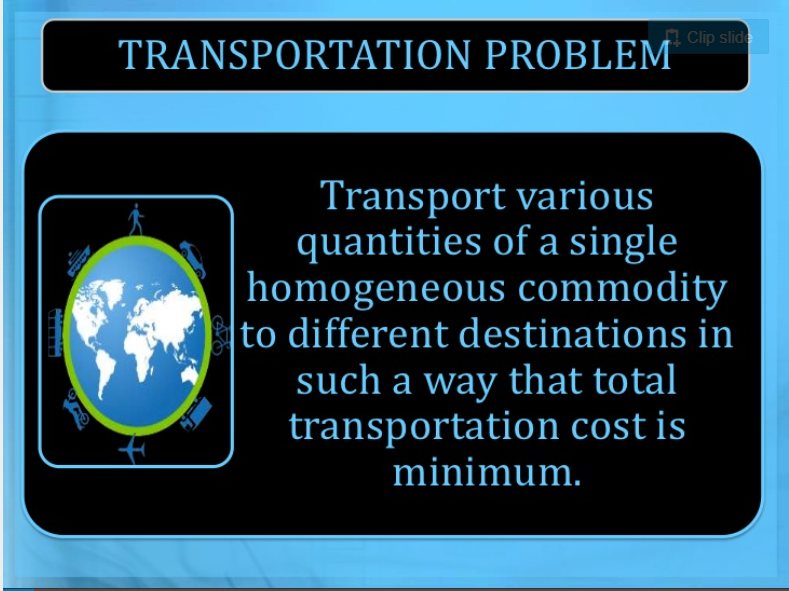 TRANSPORTATION PROBLEM
Clip slide
Transport various
quantities of a single
homogeneous commodity
to different destinations in
such a way that total
transportation cost is
minimum.